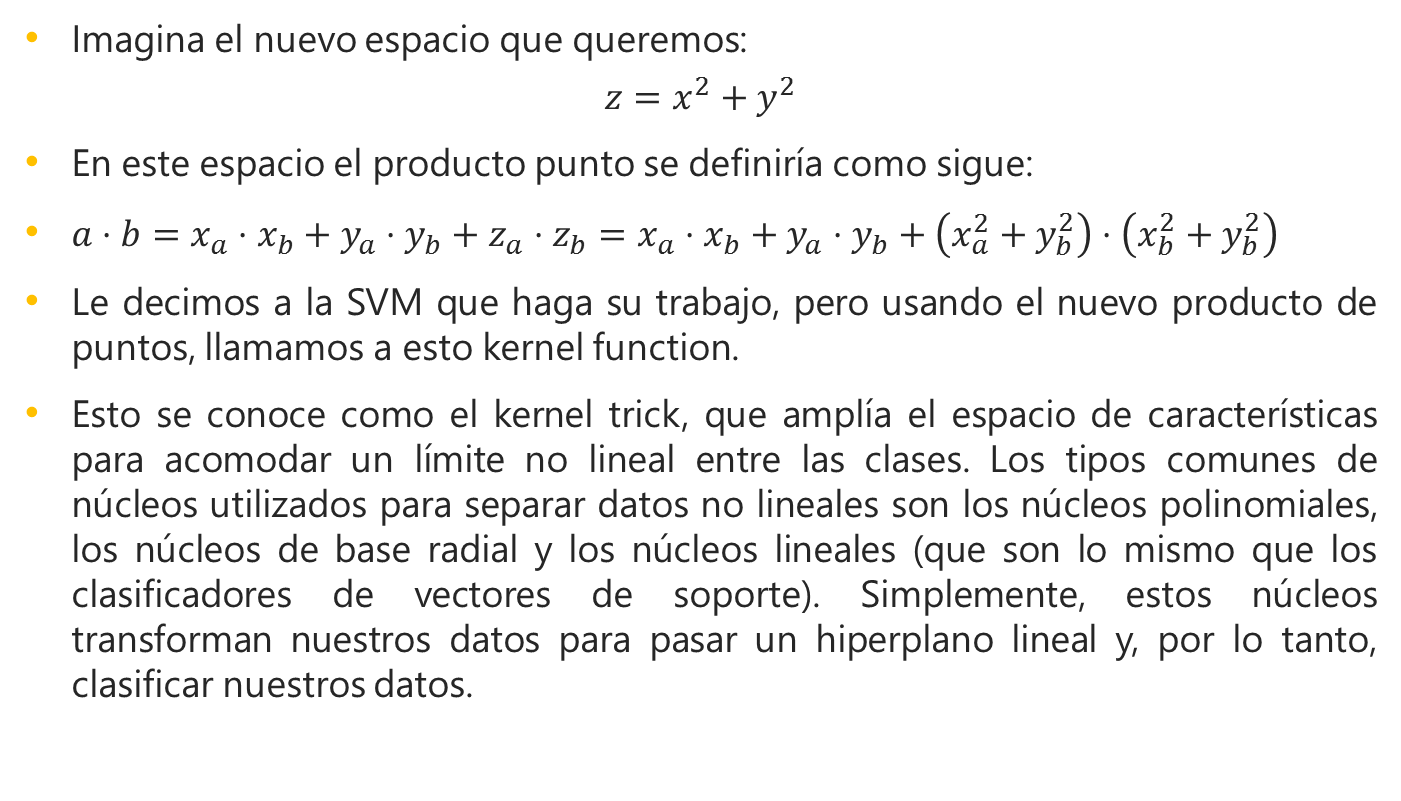 • Imagina el nuevo espacio que queremos:
z = x² + y²
• En este espacio el producto punto se definiría como sigue:
• a · b = xₐ · x_b + yₐ · y_b + zₐ · z_b = xₐ · x_b + yₐ · y_b + (xₐ² + y_b²) · (x_b² + y_b²)
• Le decimos a la SVM que haga su trabajo, pero usando el nuevo producto de
puntos, llamamos a esto kernel function.
• Esto se conoce como el kernel trick, que amplía el espacio de características
para acomodar un límite no lineal entre las clases. Los tipos comunes de
núcleos utilizados para separar datos no lineales son los núcleos polinomiales,
los núcleos de base radial y los núcleos lineales (que son lo mismo que los
clasificadores de vectores de soporte). Simplemente, estos núcleos
transforman nuestros datos para pasar un hiperplano lineal y, por lo tanto,
clasificar nuestros datos.